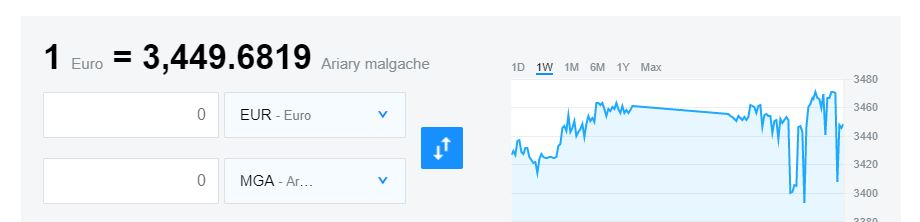 1 Euro = 3,449.6819 Ariary malgache
0
EUR - Euro
0
MGA - Ar...
1D 1W 1M 6M 1Y Max
3480
3460
3440
3420
3400
3380